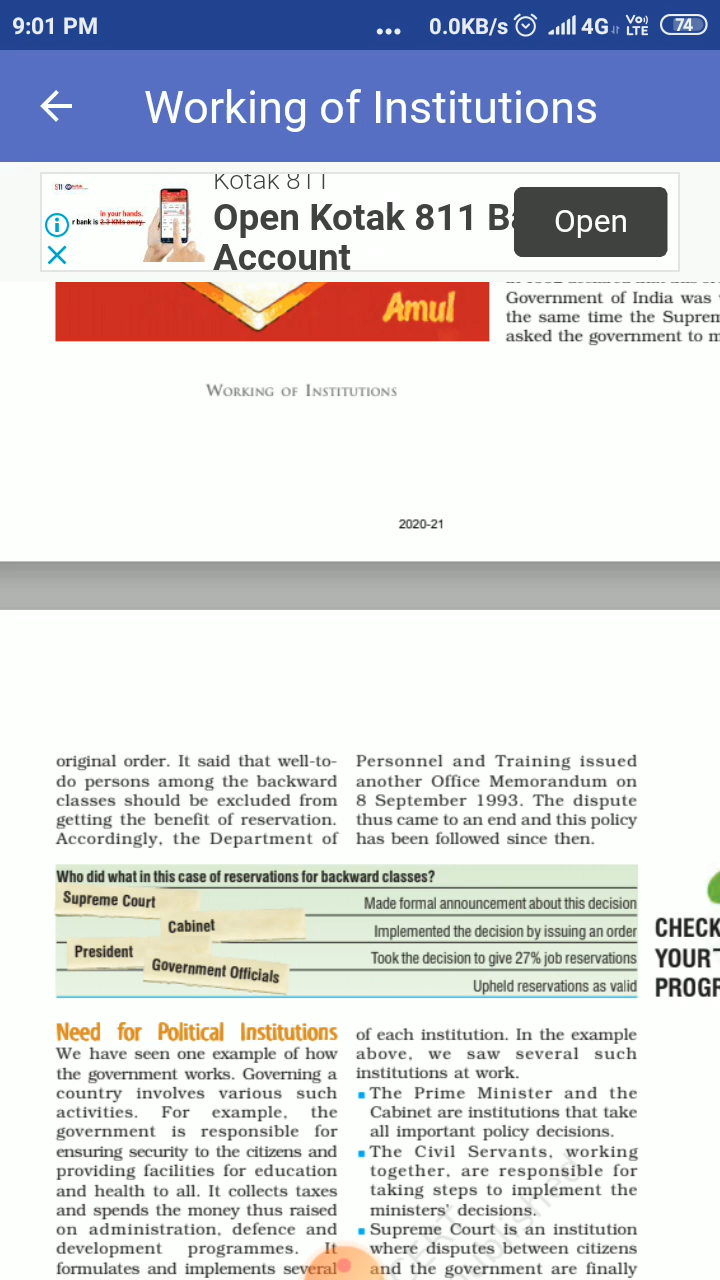 9:01 PM
... 0.0KB/s 4G Vo)) LTE 74
Working of Institutions
811
in your hands.
r bank is 2.3 KMs away.
Kotak 811
Open Kotak 811 Ba
Account
Open
Amul
Government of India was
the same time the Suprem
asked the government to m
WORKING OF INSTITUTIONS
2020-21
original order. It said that well-to-
do persons among the backward
classes should be excluded from
getting the benefit of reservation.
Accordingly, the Department of
Personnel and Training issued
another Office Memorandum on
8 September 1993. The dispute
thus came to an end and this policy
has been followed since then.
Who did what in this case of reservations for backward classes?
Supreme Court
Made formal announcement about this decision
Cabinet
Implemented the decision by issuing an order
President
Took the decision to give 27% job reservations
Government Officials
Upheld reservations as valid
CHECK
YOUR
PROGR
Need for Political Institutions
We have seen one example of how
the government works. Governing a
country involves various such
activities. For example, the
government is responsible for
ensuring security to the citizens and
providing facilities for education
and health to all. It collects taxes
and spends the money thus raised
on administration, defence and
development programmes. It
formulates and implements several
of each institution. In the example
above, we saw several such
institutions at work.
▪ The Prime Minister and the
Cabinet are institutions that take
all important policy decisions.
▪ The Civil Servants, working
together, are responsible for
taking steps to implement the
ministers' decisions.
▪ Supreme Court is an institution
where disputes between citizens
and the government are finally